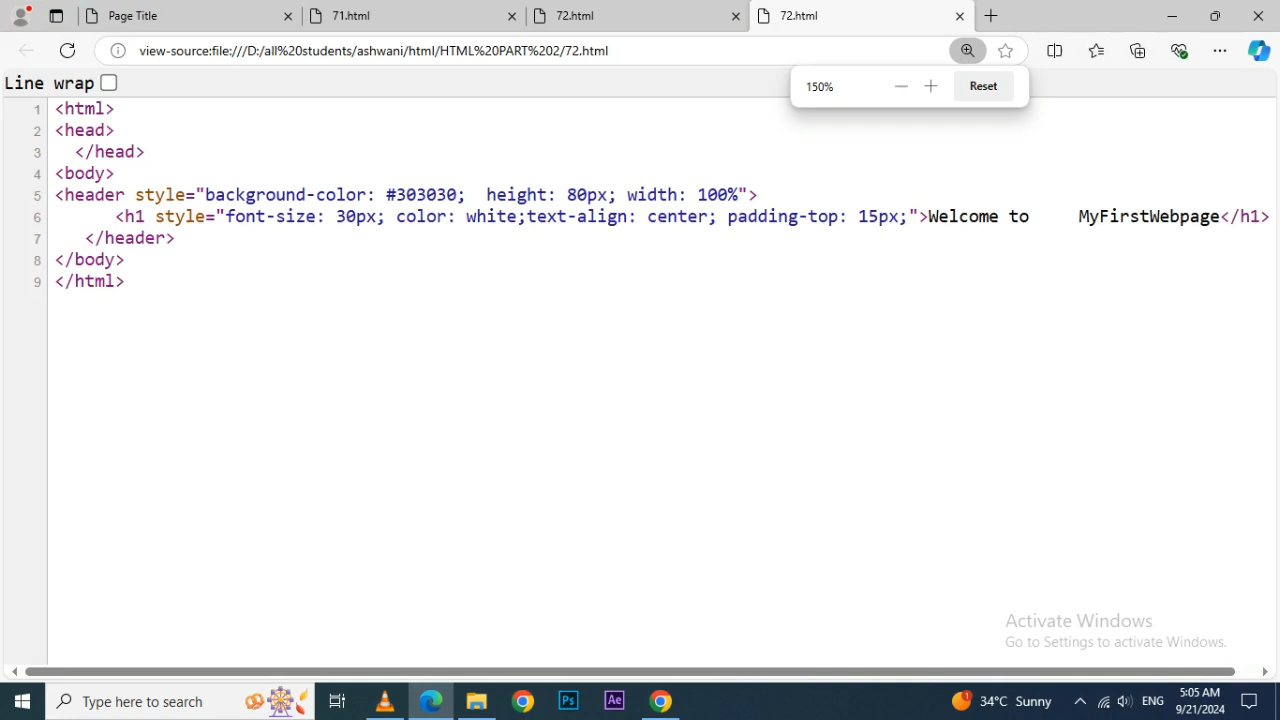 Page Title 71.html 72.html 72.html
view-source:file:///D:/all%20students/ashwani/html/HTML%20PART%202/72.html
Line wrap
150% Reset
1 <html>
2 <head>
3 </head>
4 <body>
5 <header style="background-color: #303030;  height: 80px; width: 100%">
6 <h1 style="font-size: 30px; color: white;text-align: center; padding-top: 15px;">Welcome to     MyFirstWebpage</h1>
7 </header>
8 </body>
9 </html>
Activate Windows
Go to Settings to activate Windows.
Type here to search Ps Ae 1 34°C Sunny ENG 5:05 AM
9/21/2024